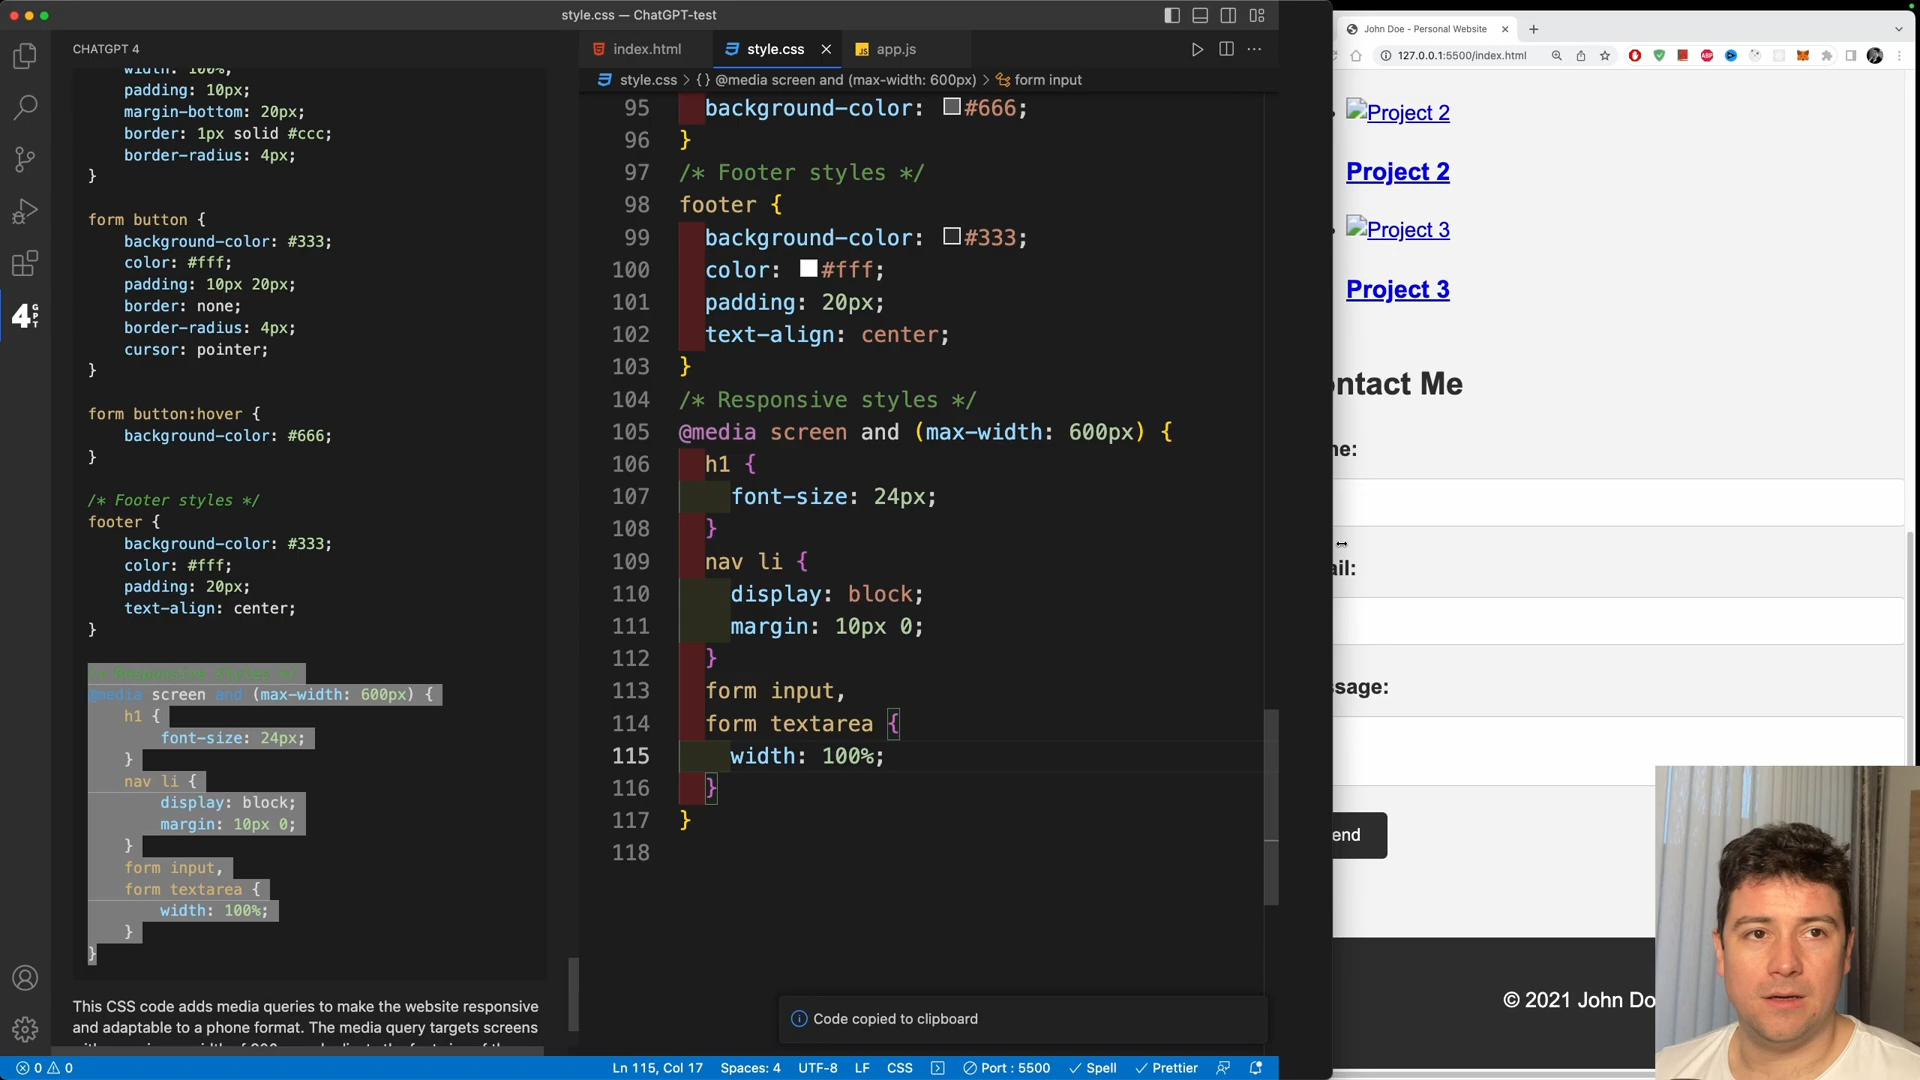 style.css — ChatGPT-test
CHATGPT 4
width: 100%;
padding: 10px;
margin-bottom: 20px;
border: 1px solid #ccc;
border-radius: 4px;
}
form button {
background-color: #333;
color: #fff;
padding: 10px 20px;
border: none;
border-radius: 4px;
cursor: pointer;
}
form button:hover {
background-color: #666;
}
/* Footer styles */
footer {
background-color: #333;
color: #fff;
padding: 20px;
text-align: center;
}
/* Responsive styles */
@media screen and (max-width: 600px) {
h1 {
font-size: 24px;
}
nav li {
display: block;
margin: 10px 0;
}
form input,
form textarea {
width: 100%;
}
}
This CSS code adds media queries to make the website responsive
and adaptable to a phone format. The media query targets screens
index.html
style.css
JS app.js
style.css > {} @media screen and (max-width: 600px) > form input
95 background-color: #666;
96 }
97 /* Footer styles */
98 footer {
99 background-color: #333;
100 color: #fff;
101 padding: 20px;
102 text-align: center;
103 }
104 /* Responsive styles */
105 @media screen and (max-width: 600px) {
106 h1 {
107 font-size: 24px;
108 }
109 nav li {
110 display: block;
111 margin: 10px 0;
112 }
113 form input,
114 form textarea {
115 width: 100%;
116 }
117 }
118
Code copied to clipboard
0 0
Ln 115, Col 17
Spaces: 4
UTF-8
LF
CSS
Port : 5500
Spell
Prettier
John Doe - Personal Website
127.0.0.1:5500/index.html
Project 2
Project 2
Project 3
Project 3
ontact Me
ne:
ail:
ssage:
end
© 2021 John Do